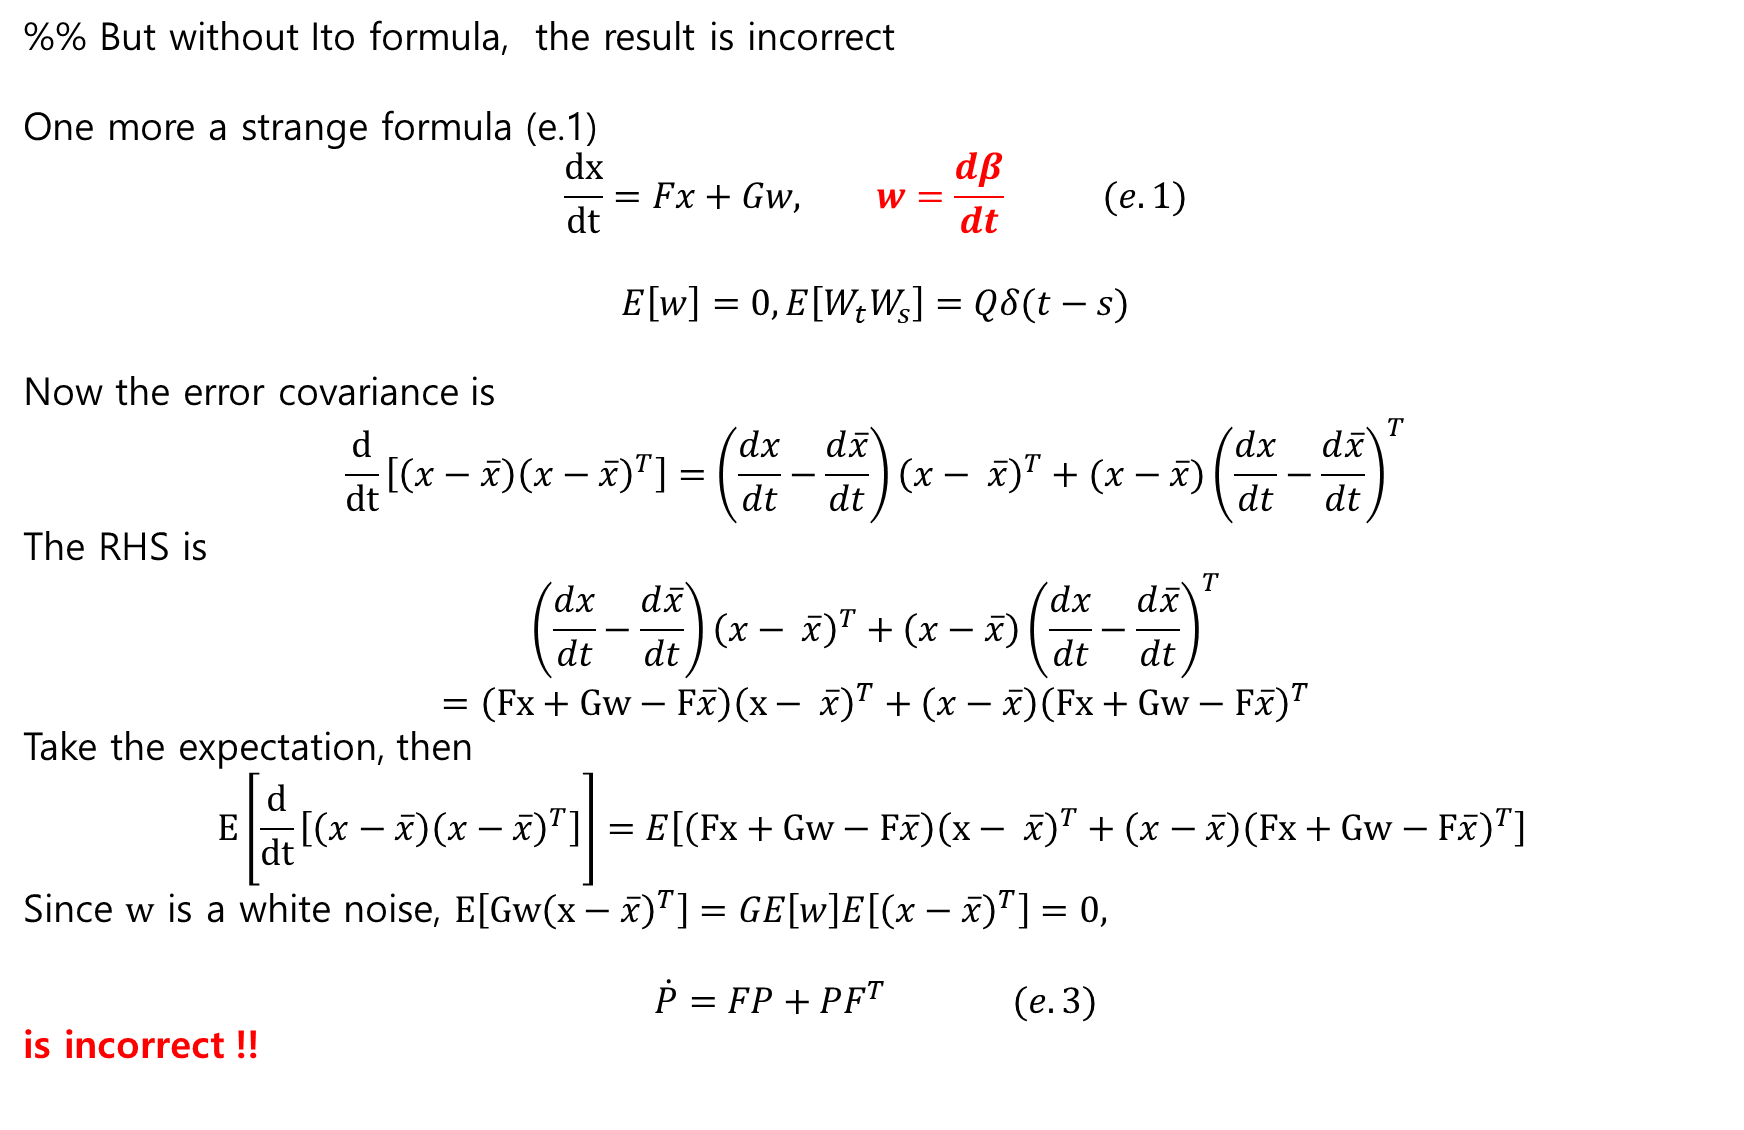 %% But without Ito formula,  the result is incorrect
One more a strange formula (e.1)
dx/dt = Fx + Gw,   w = dβ/dt   (e.1)
E[w] = 0, E[W_t W_s] = Qδ(t − s)
Now the error covariance is
d/dt [(x − x̄)(x − x̄)^T] = (dx/dt − dx̄/dt)(x − x̄)^T + (x − x̄)(dx/dt − dx̄/dt)^T
The RHS is
(dx/dt − dx̄/dt)(x − x̄)^T + (x − x̄)(dx/dt − dx̄/dt)^T
= (Fx + Gw − Fx̄)(x − x̄)^T + (x − x̄)(Fx + Gw − Fx̄)^T
Take the expectation, then
E[d/dt [(x − x̄)(x − x̄)^T]] = E[(Fx + Gw − Fx̄)(x − x̄)^T + (x − x̄)(Fx + Gw − Fx̄)^T]
Since w is a white noise, E[Gw(x − x̄)^T] = GE[w]E[(x − x̄)^T] = 0,
Ṗ = FP + PF^T   (e.3)
is incorrect !!